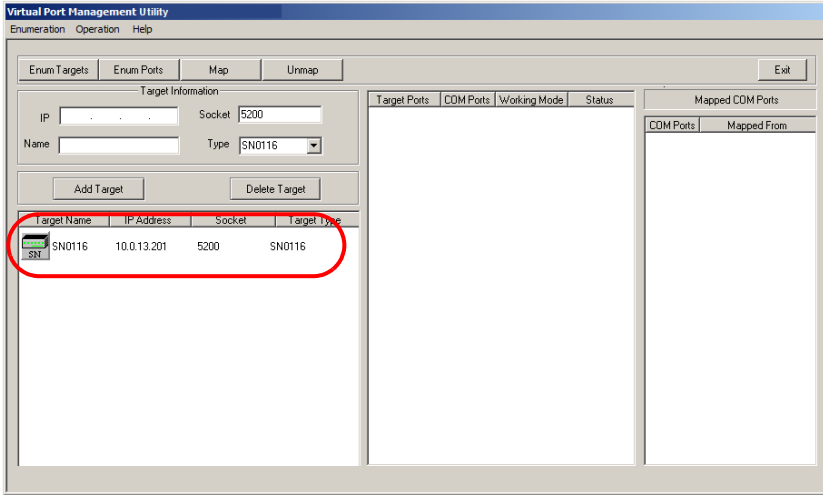 Virtual Port Management Utility
Enumeration Operation Help
Enum Targets Enum Ports Map Unmap Exit
Target Information
IP . . . Socket 5200
Name Type SN0116
Add Target Delete Target
Target Name IP Address Socket Target Type
SN SN0116 10.0.13.201 5200 SN0116
Target Ports COM Ports Working Mode Status
Mapped COM Ports
COM Ports Mapped From